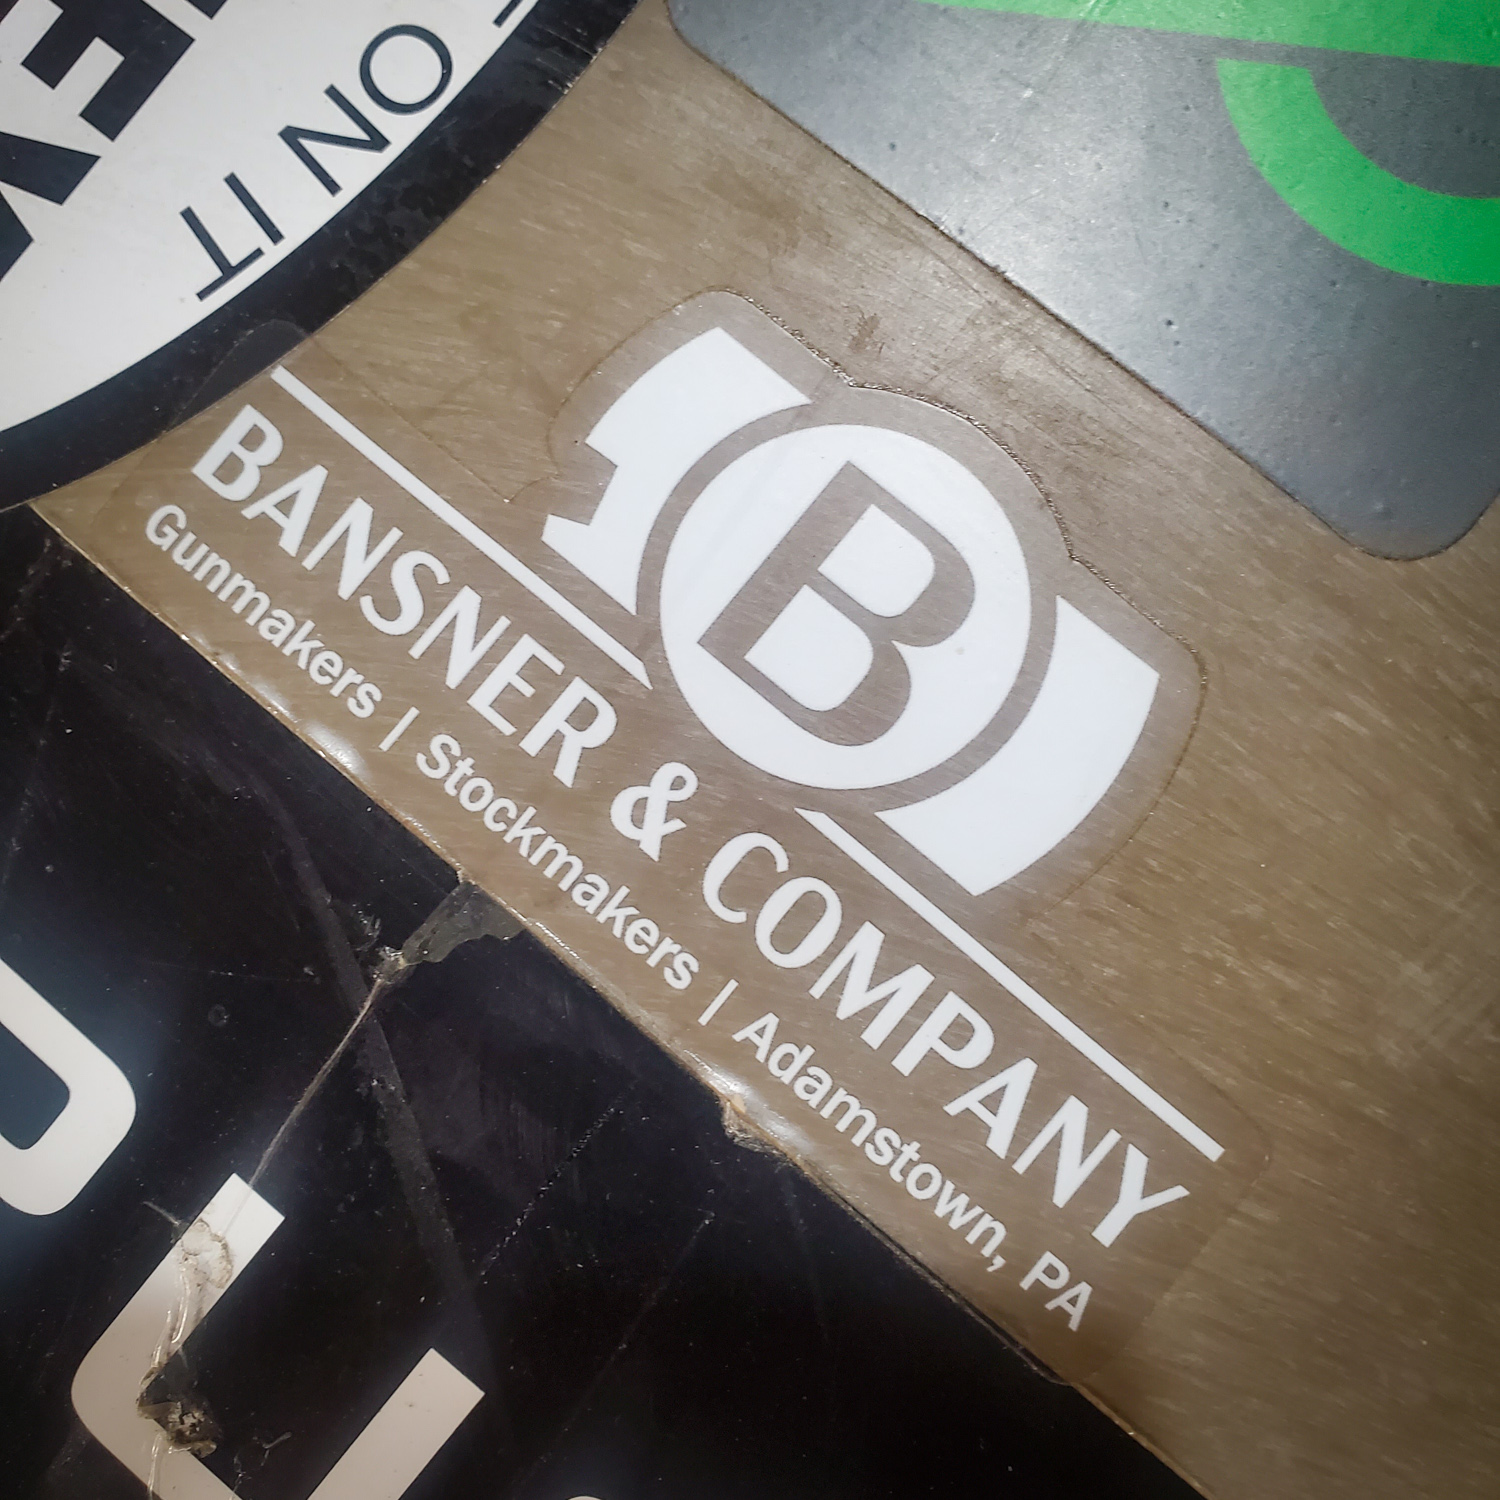 ON IT
B
BANSNER & COMPANY
Gunmakers | Stockmakers | Adamstown, PA